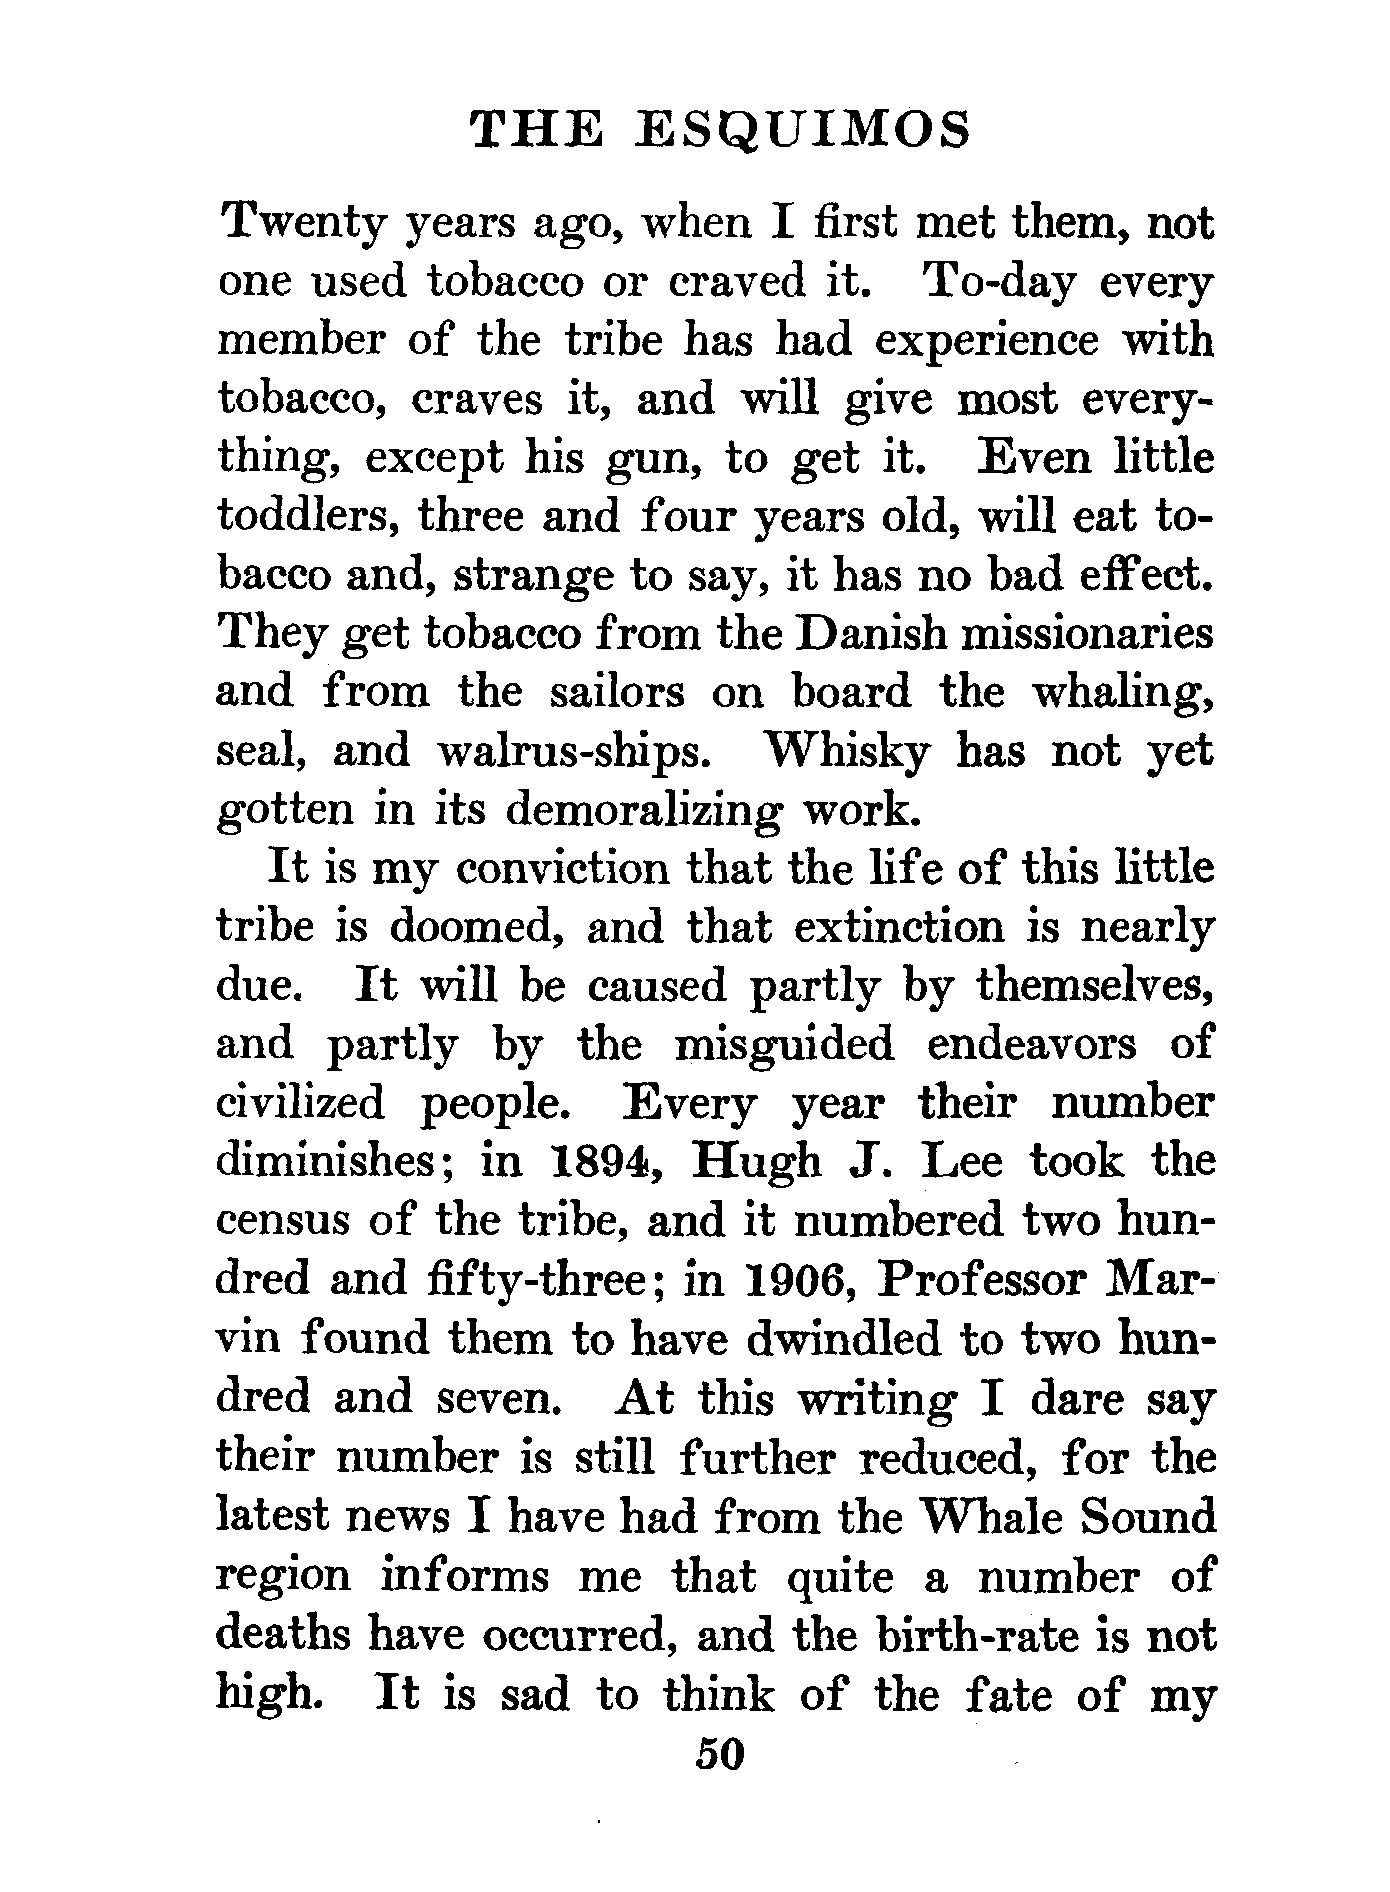 THE ESQUIMOS
Twenty years ago, when I first met them, not
one used tobacco or craved it. To-day every
member of the tribe has had experience with
tobacco, craves it, and will give most every-
thing, except his gun, to get it. Even little
toddlers, three and four years old, will eat to-
bacco and, strange to say, it has no bad effect.
They get tobacco from the Danish missionaries
and from the sailors on board the whaling,
seal, and walrus-ships. Whisky has not yet
gotten in its demoralizing work.
It is my conviction that the life of this little
tribe is doomed, and that extinction is nearly
due. It will be caused partly by themselves,
and partly by the misguided endeavors of
civilized people. Every year their number
diminishes; in 1894, Hugh J. Lee took the
census of the tribe, and it numbered two hun-
dred and fifty-three; in 1906, Professor Mar-
vin found them to have dwindled to two hun-
dred and seven. At this writing I dare say
their number is still further reduced, for the
latest news I have had from the Whale Sound
region informs me that quite a number of
deaths have occurred, and the birth-rate is not
high. It is sad to think of the fate of my
50